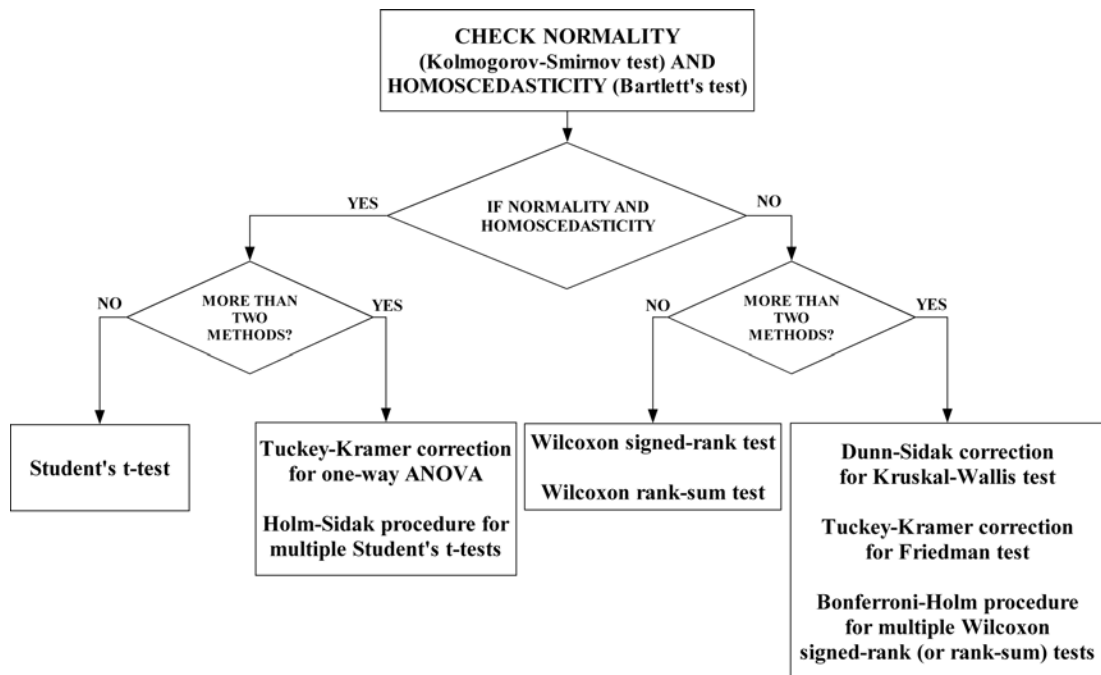 CHECK NORMALITY
(Kolmogorov-Smirnov test) AND
HOMOSCEDASTICITY (Bartlett's test)
YES
IF NORMALITY AND
HOMOSCEDASTICITY
NO
NO
MORE THAN
TWO
METHODS?
YES
NO
MORE THAN
TWO
METHODS?
YES
Student's t-test
Tuckey-Kramer correction
for one-way ANOVA
Holm-Sidak procedure for
multiple Student's t-tests
Wilcoxon signed-rank test
Wilcoxon rank-sum test
Dunn-Sidak correction
for Kruskal-Wallis test
Tuckey-Kramer correction
for Friedman test
Bonferroni-Holm procedure
for multiple Wilcoxon
signed-rank (or rank-sum) tests